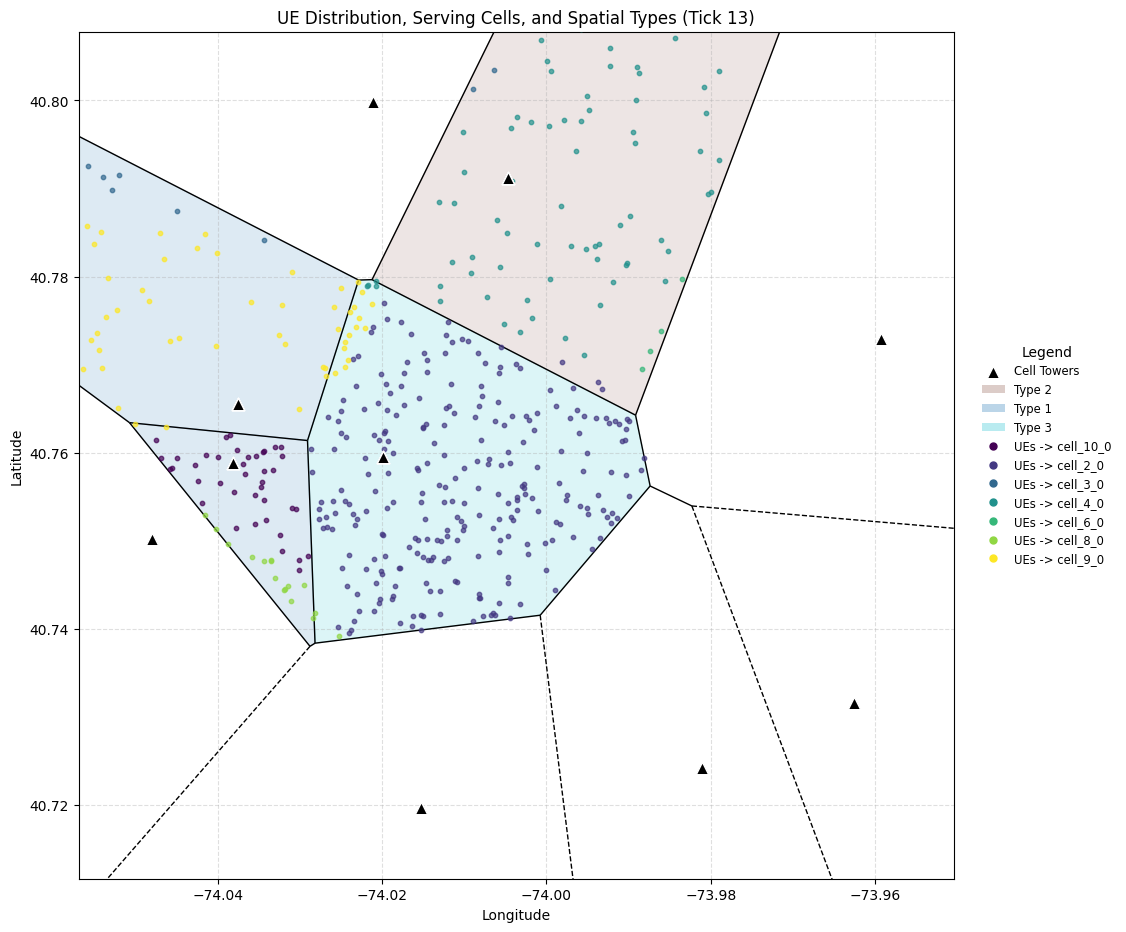 UE Distribution, Serving Cells, and Spatial Types (Tick 13)
Latitude
40.80
40.78
40.76
40.74
40.72
−74.04
−74.02
−74.00
−73.98
−73.96
Longitude
Legend
Cell Towers
Type 2
Type 1
Type 3
UEs -> cell_10_0
UEs -> cell_2_0
UEs -> cell_3_0
UEs -> cell_4_0
UEs -> cell_6_0
UEs -> cell_8_0
UEs -> cell_9_0